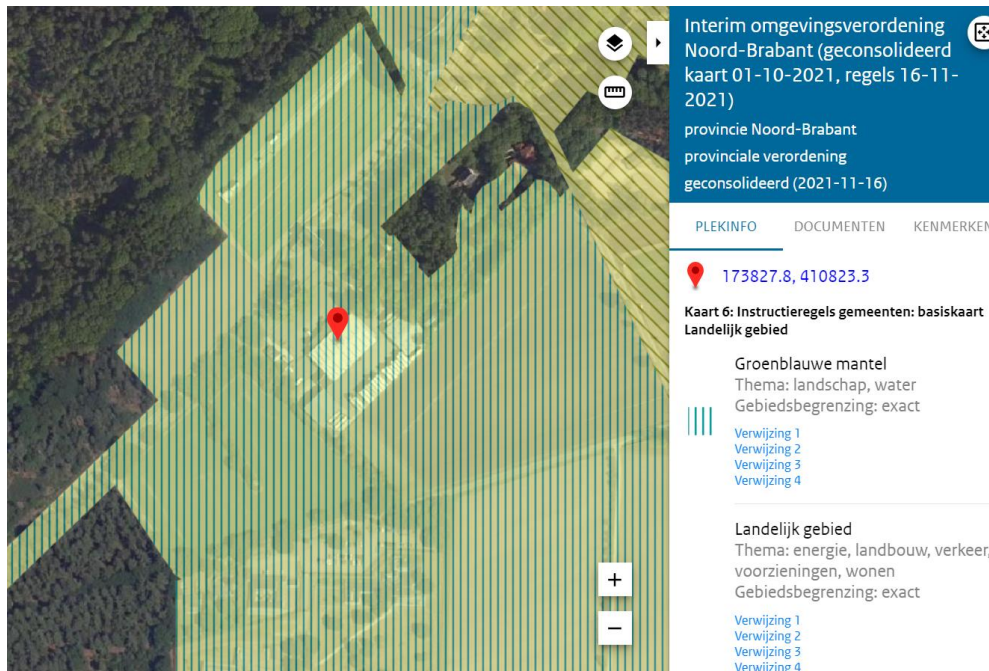 Interim omgevingsverordening
Noord-Brabant (geconsolideerd
kaart 01-10-2021, regels 16-11-
2021)
provincie Noord-Brabant
provinciale verordening
geconsolideerd (2021-11-16)
PLEKINFO DOCUMENTEN KENMERKEN
173827.8, 410823.3
Kaart 6: Instructieregels gemeenten: basiskaart
Landelijk gebied
Groenblauwe mantel
Thema: landschap, water
Gebiedsbegrenzing: exact
Verwijzing 1
Verwijzing 2
Verwijzing 3
Verwijzing 4
Landelijk gebied
Thema: energie, landbouw, verkeer,
voorzieningen, wonen
Gebiedsbegrenzing: exact
Verwijzing 1
Verwijzing 2
Verwijzing 3
Verwijzing 4
+
−